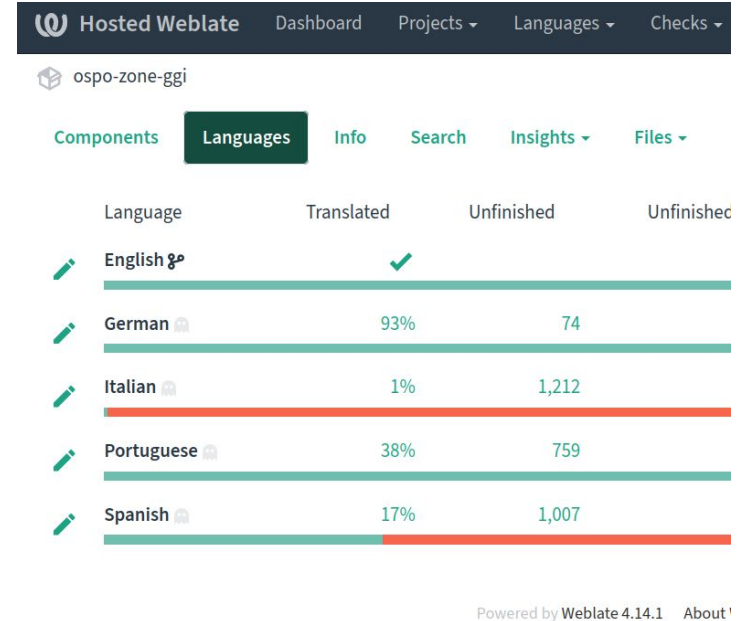 Hosted Weblate Dashboard Projects Languages Checks
ospo-zone-ggi
Components Languages Info Search Insights Files
Language Translated Unfinished Unfinished
English
German 93% 74
Italian 1% 1,212
Portuguese 38% 759
Spanish 17% 1,007
Powered by Weblate 4.14.1 About